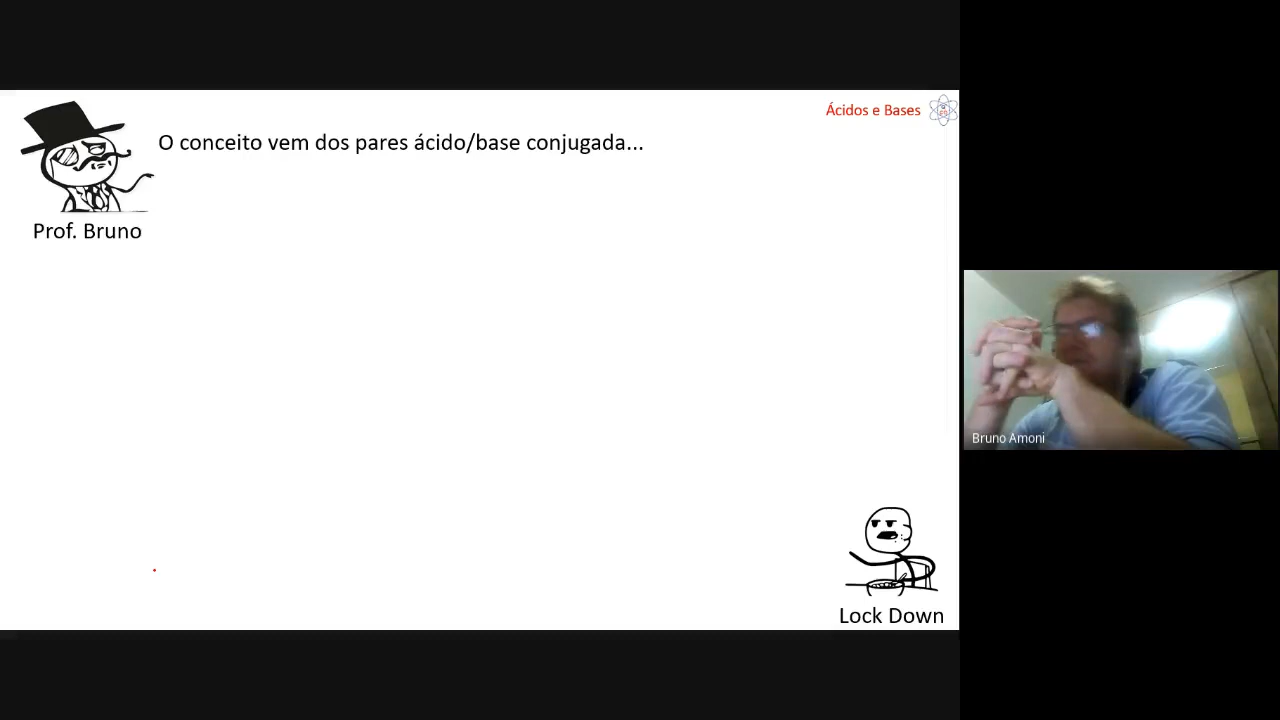 Ácidos e Bases
O conceito vem dos pares ácido/base conjugada...
Prof. Bruno
Bruno Amoni
Lock Down